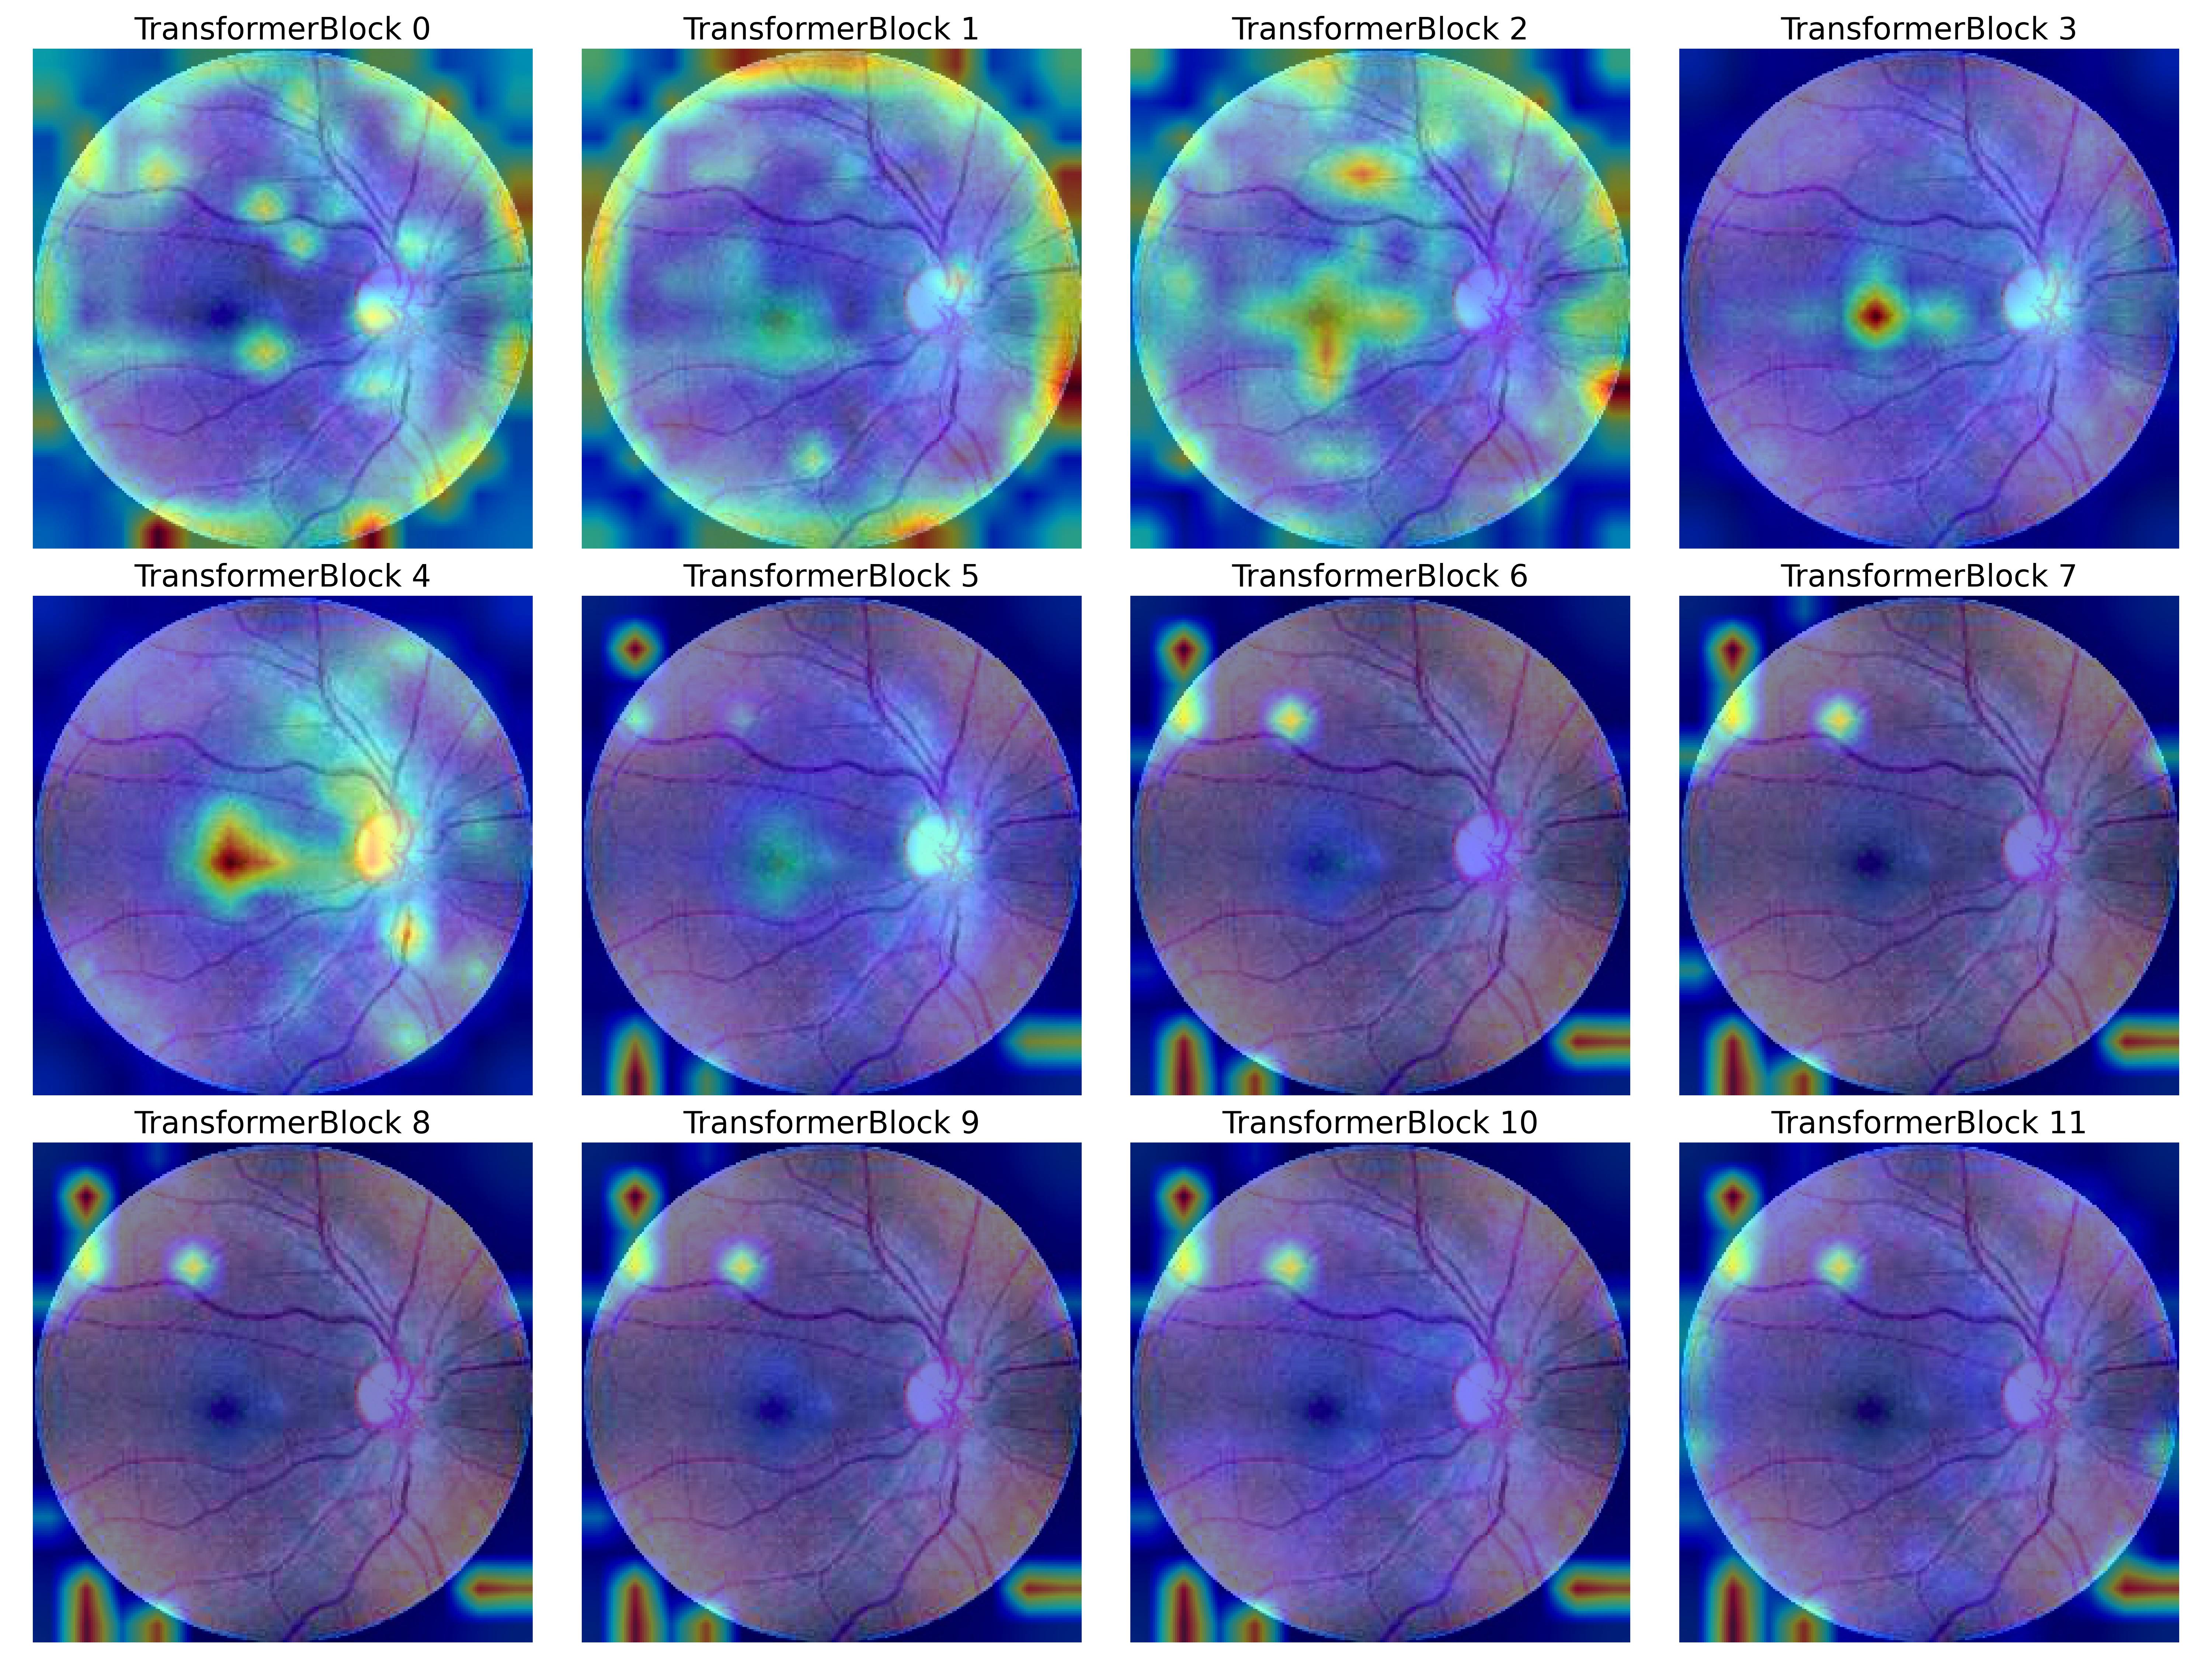 TransformerBlock 0
TransformerBlock 1
TransformerBlock 2
TransformerBlock 3
TransformerBlock 4
TransformerBlock 5
TransformerBlock 6
TransformerBlock 7
TransformerBlock 8
TransformerBlock 9
TransformerBlock 10
TransformerBlock 11